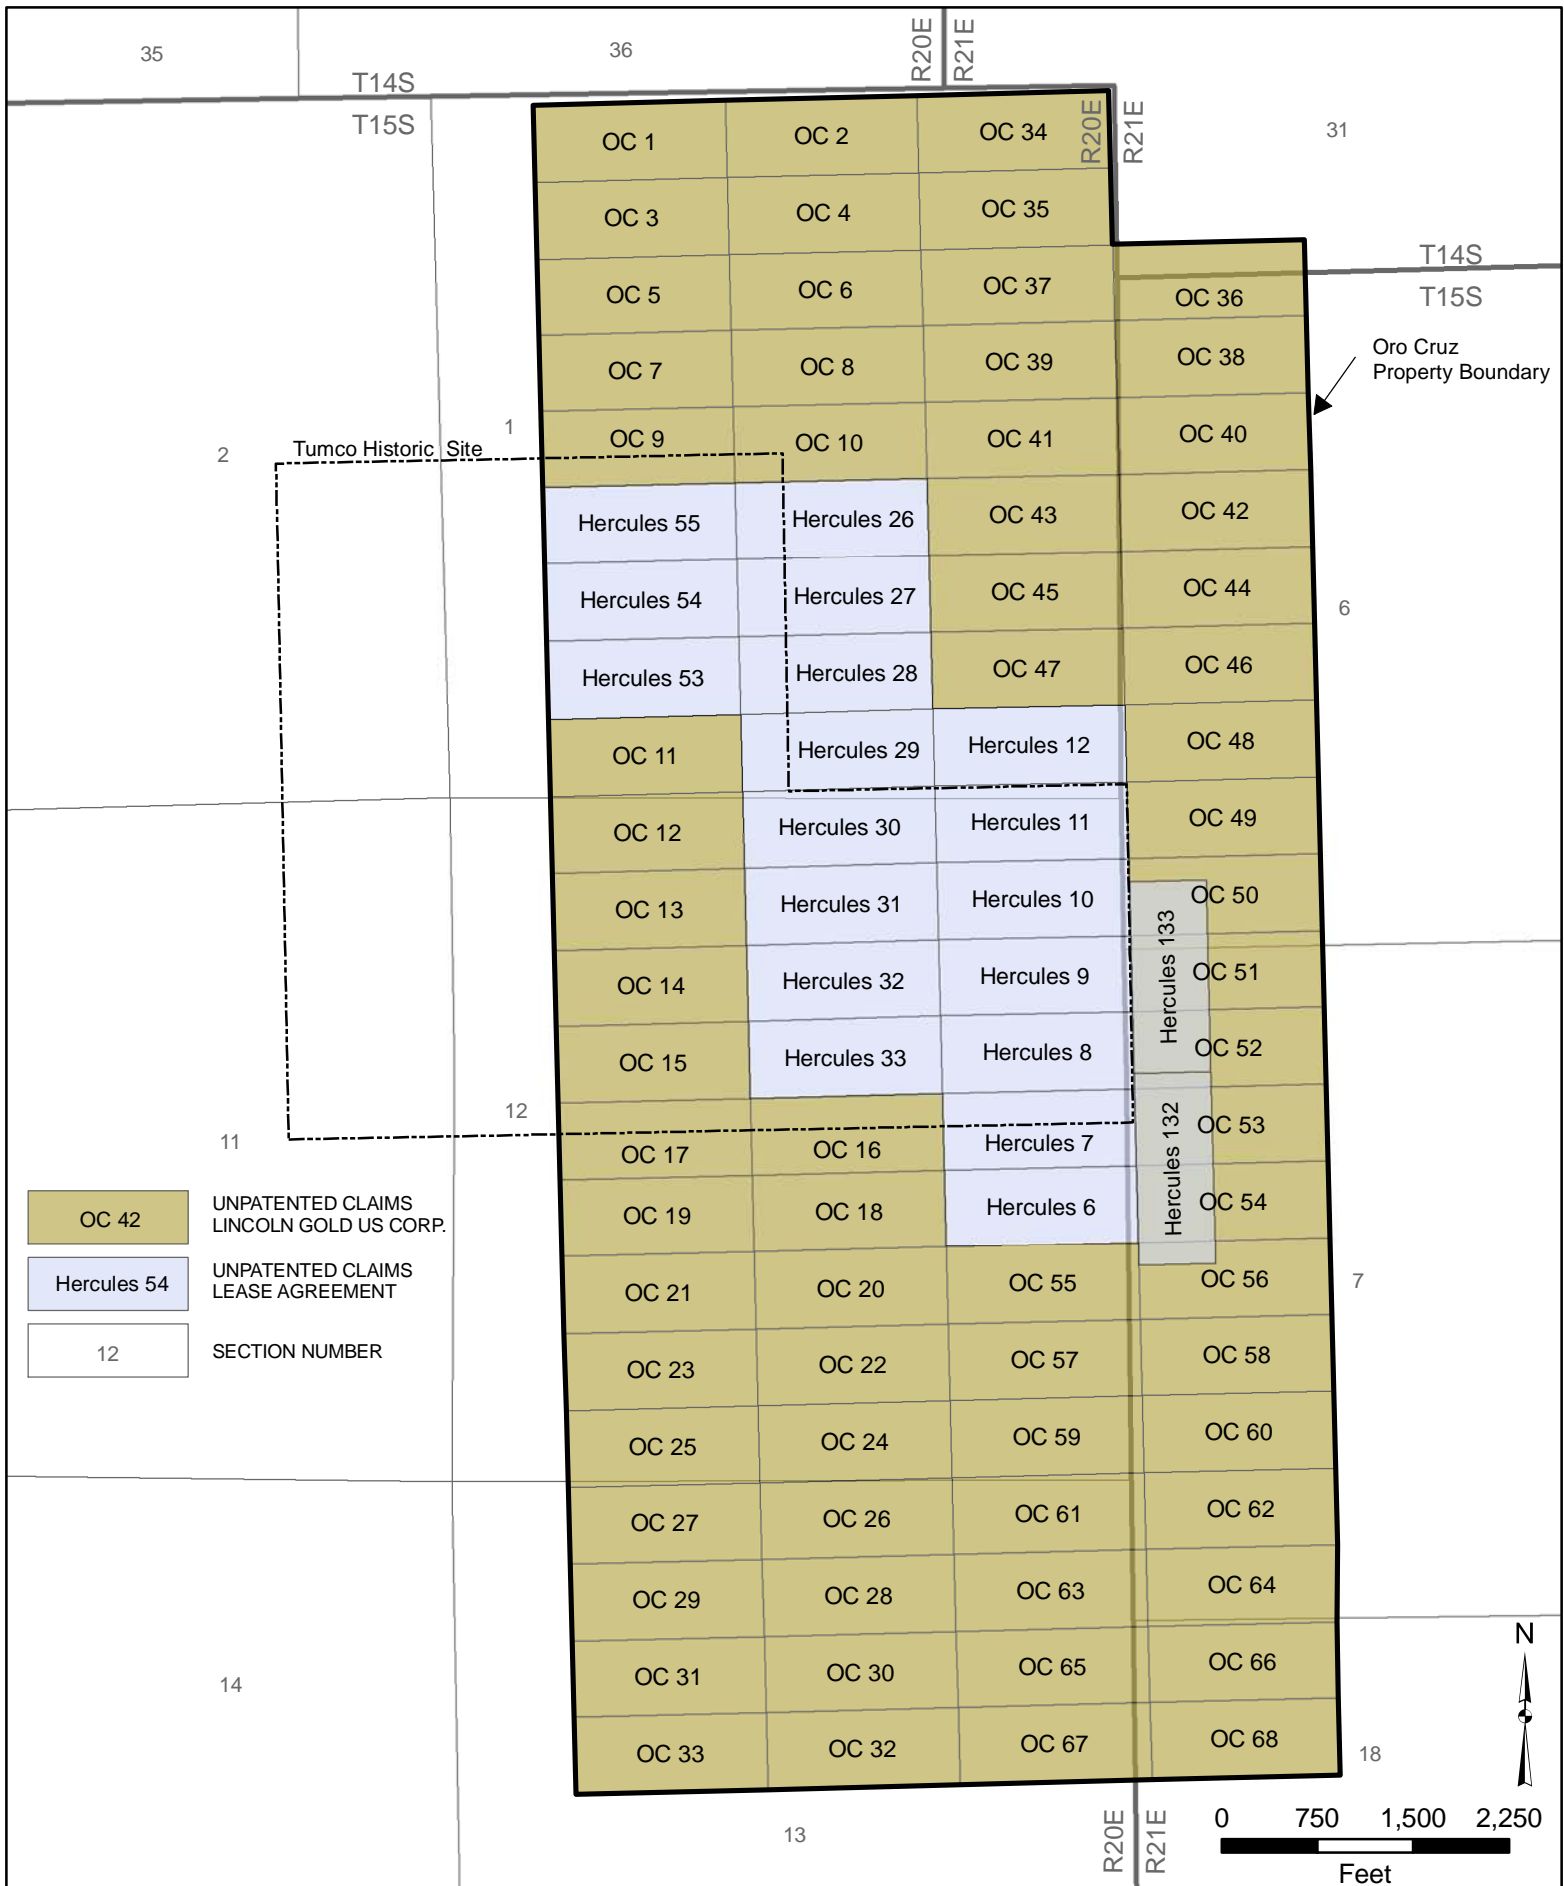 35
36
R20E
R21E
T14S
T15S
OC 1
OC 2
OC 34
R20E
R21E
31
OC 3
OC 4
OC 35
T14S
T15S
OC 5
OC 6
OC 37
OC 36
Oro Cruz
Property Boundary
OC 7
OC 8
OC 39
OC 38
2
1
Tumco Historic Site
OC 9
OC 10
OC 41
OC 40
Hercules 55
Hercules 26
OC 43
OC 42
Hercules 54
Hercules 27
OC 45
OC 44
6
Hercules 53
Hercules 28
OC 47
OC 46
OC 11
Hercules 29
Hercules 12
OC 48
OC 12
Hercules 30
Hercules 11
OC 49
OC 13
Hercules 31
Hercules 10
OC 50
Hercules 133
OC 14
Hercules 32
Hercules 9
OC 51
OC 15
Hercules 33
Hercules 8
OC 52
11
12
OC 17
OC 16
Hercules 7
Hercules 132
OC 53
OC 19
OC 18
Hercules 6
OC 54
OC 21
OC 20
OC 55
OC 56
7
OC 23
OC 22
OC 57
OC 58
OC 25
OC 24
OC 59
OC 60
OC 27
OC 26
OC 61
OC 62
OC 29
OC 28
OC 63
OC 64
14
OC 31
OC 30
OC 65
OC 66
OC 33
OC 32
OC 67
OC 68
18
13
R20E
R21E
OC 42
UNPATENTED CLAIMS
LINCOLN GOLD US CORP.
Hercules 54
UNPATENTED CLAIMS
LEASE AGREEMENT
12
SECTION NUMBER
N
0 750 1,500 2,250
Feet